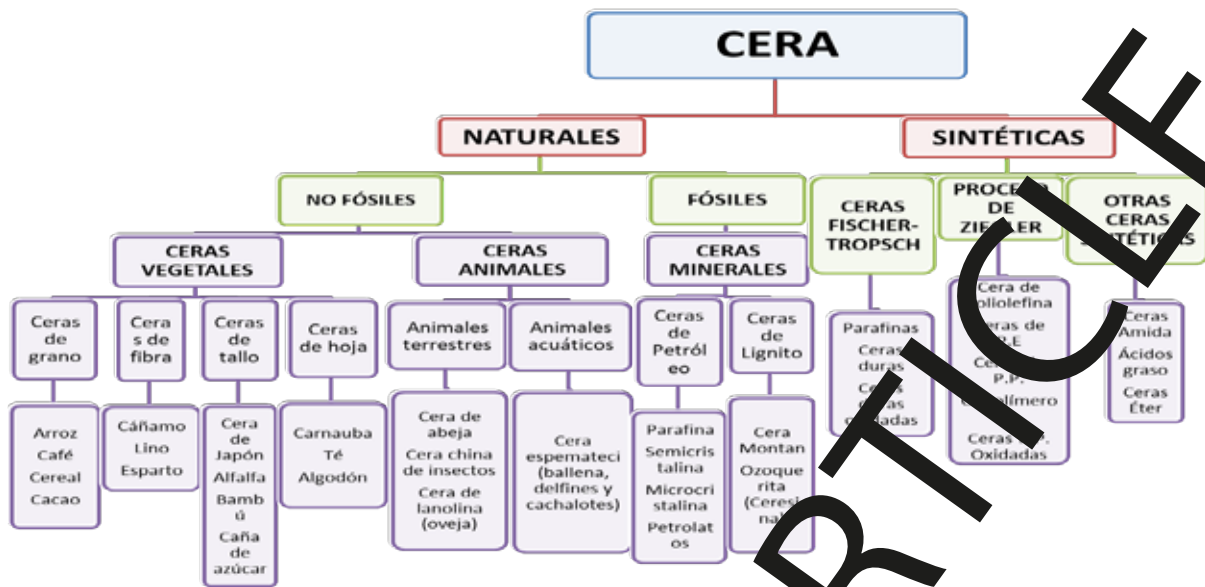 CERA
NATURALES
SINTÉTICAS
NO FÓSILES
FÓSILES
CERAS
FISCHER-
TROPSCH
DE
OTRAS
CERAS
CERAS
VEGETALES
CERAS
ANIMALES
CERAS
MINERALES
Ceras
de
grano
Cera
s de
fibra
Ceras
de
tallo
Ceras
de hoja
Animales
terrestres
Animales
acuáticos
Ceras
de
Petról
eo
Ceras
de
Lignito
Arroz
Café
Cereal
Cacao
Cáñamo
Lino
Esparto
Cera
de
Japón
Alfalfa
Bamb
ú
Caña
de
azúcar
Carnauba
Té
Algodón
Cera de
abeja
Cera china
de insectos
Cera de
lanolina
(oveja)
Cera
espemateci
(ballena,
delfines y
cachalotes)
Parafina
Semicris
talina
Microcri
stalina
Petrolat
os
Cera
Montan
Ozoque
rita
Parafinas
Ceras
duras
Cera de
Ceras
Oxidadas
Ceras
Amida
Ácidos
graso
Ceras
Éter
RTICLE